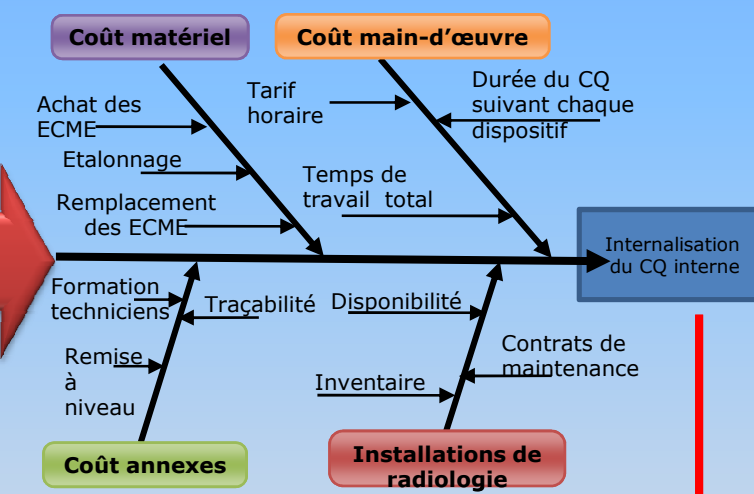 Coût matériel
Coût main-d'œuvre
Achat des
ECME
Etalonnage
Remplacement
des ECME
Tarif
horaire
Durée du CQ
suivant chaque
dispositif
Temps de
travail total
Internalisation
du CQ interne
Formation
techniciens
Traçabilité
Remise
à
niveau
Disponibilité
Contrats de
maintenance
Inventaire
Coût annexes
Installations de
radiologie